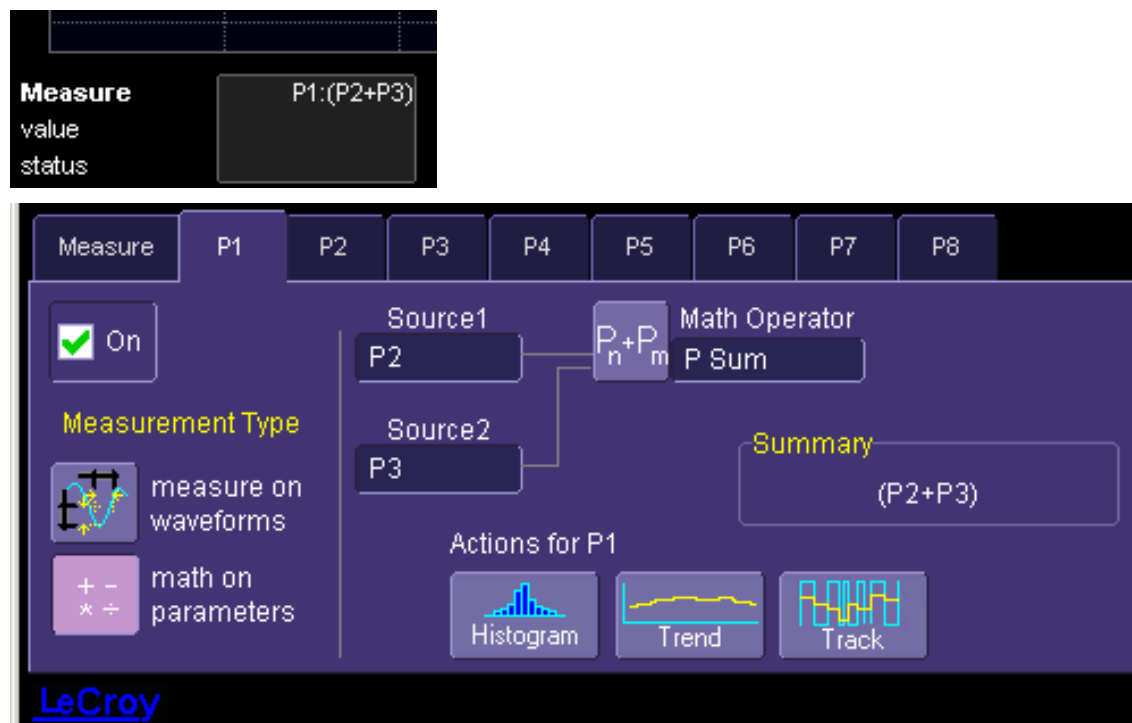 Measure P1:(P2+P3)
value
status
Measure P1 P2 P3 P4 P5 P6 P7 P8
On
Source1
P2
Pn+Pm
Math Operator
P Sum
Measurement Type
Source2
P3
measure on
waveforms
Summary
(P2+P3)
math on
parameters
+ -
* ÷
Actions for P1
Histogram Trend Track
LeCroy